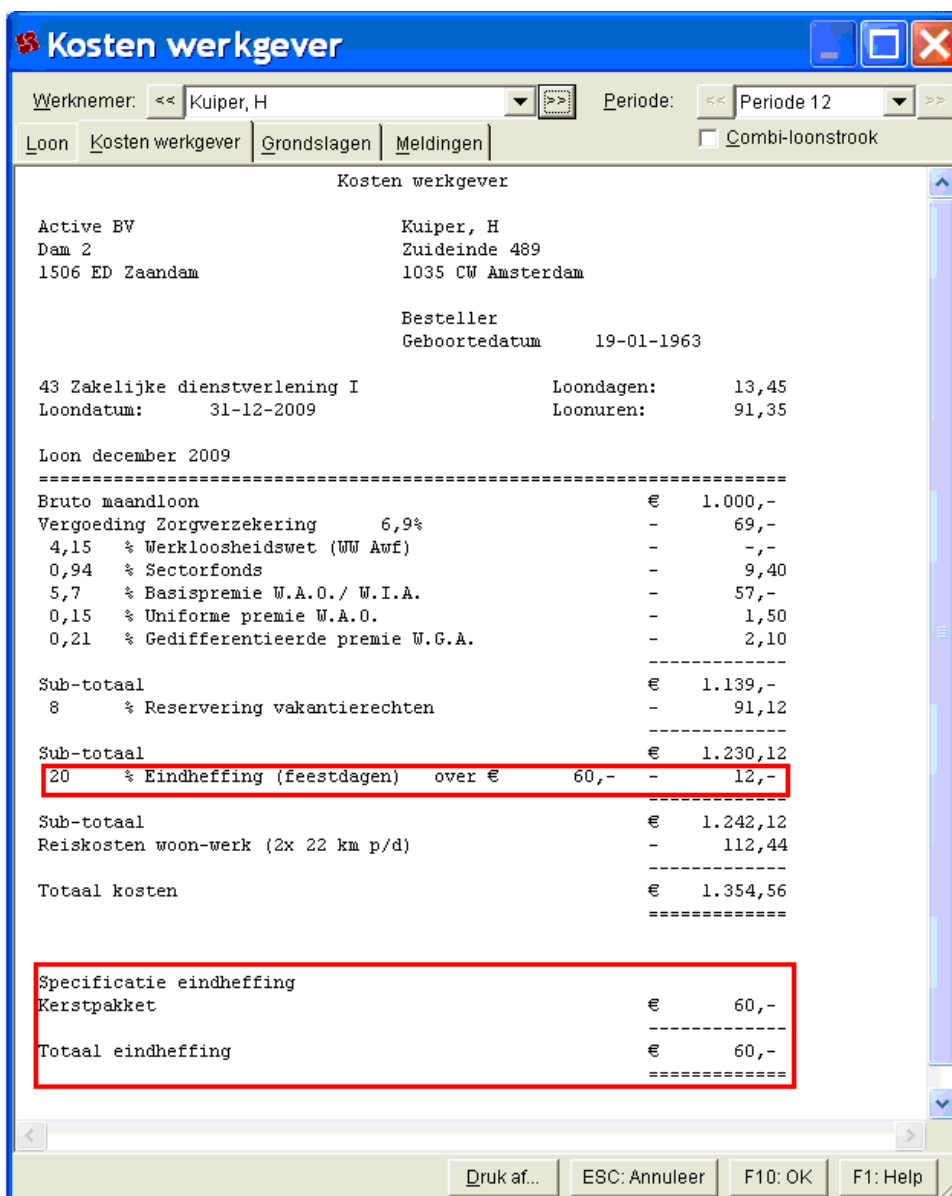 Kosten werkgever
Werknemer: << Kuiper, H >> Periode: << Periode 12 >>
Loon Kosten werkgever Grondslagen Meldingen Combi-loonstrook
Kosten werkgever
Active BV Kuiper, H
Dam 2 Zuideinde 489
1506 ED Zaandam 1035 CW Amsterdam
Besteller
Geboortedatum 19-01-1963
43 Zakelijke dienstverlening I Loondagen: 13,45
Loondatum: 31-12-2009 Loonuren: 91,35
Loon december 2009
=======================================================================
Bruto maandloon € 1.000,-
Vergoeding Zorgverzekering 6,9% - 69,-
4,15 % Werkloosheidswet (WW Awf) - -,-
0,94 % Sectorfonds - 9,40
5,7 % Basispremie W.A.O./ W.I.A. - 57,-
0,15 % Uniforme premie W.A.O. - 1,50
0,21 % Gedifferentieerde premie W.G.A. - 2,10
-------------
Sub-totaal € 1.139,-
8 % Reservering vakantierechten - 91,12
-------------
Sub-totaal € 1.230,12
20 % Eindheffing (feestdagen) over € 60,- - 12,-
-------------
Sub-totaal € 1.242,12
Reiskosten woon-werk (2x 22 km p/d) - 112,44
-------------
Totaal kosten € 1.354,56
=============
Specificatie eindheffing
Kerstpakket € 60,-
-------------
Totaal eindheffing € 60,-
=============
Druk af... ESC: Annuleer F10: OK F1: Help